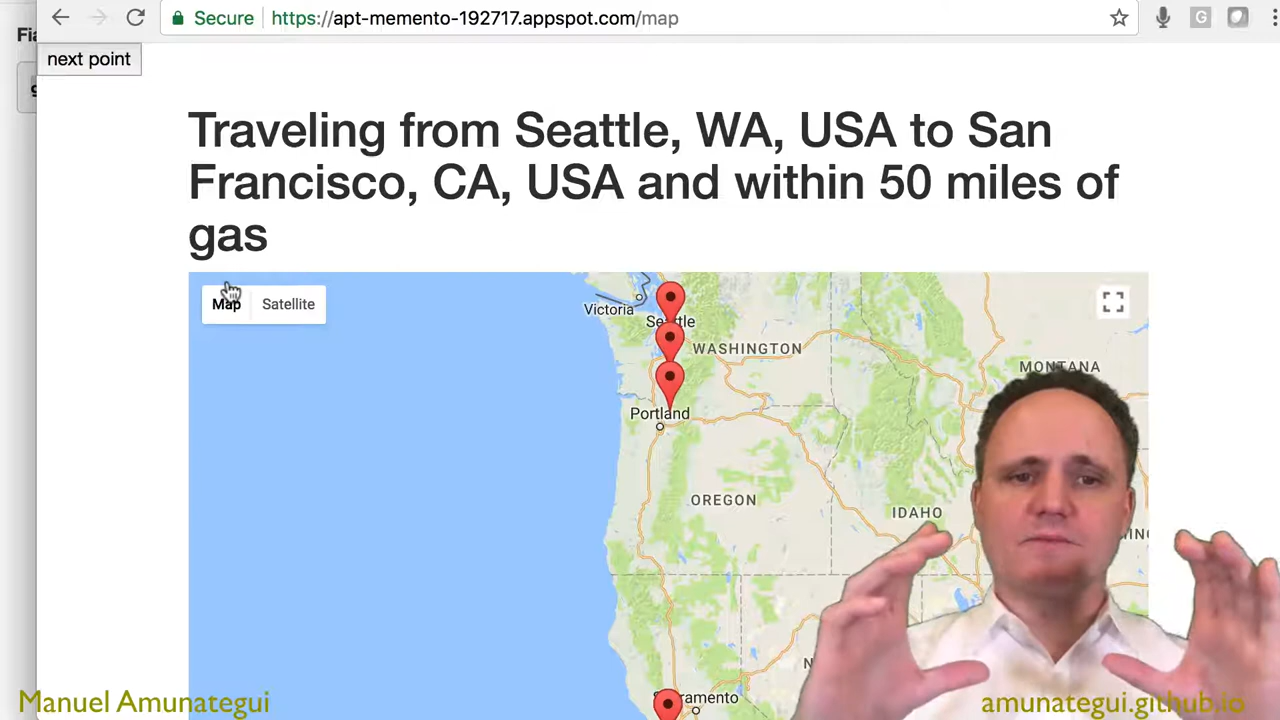 Secure
https://apt-memento-192717.appspot.com/map
G
next point
Traveling from Seattle, WA, USA to San
Francisco, CA, USA and within 50 miles of
gas
Map
Satellite
Victoria
Seattle
WASHINGTON
MONTANA
Portland
OREGON
IDAHO
Manuel Amunategui
amunategui.github.io